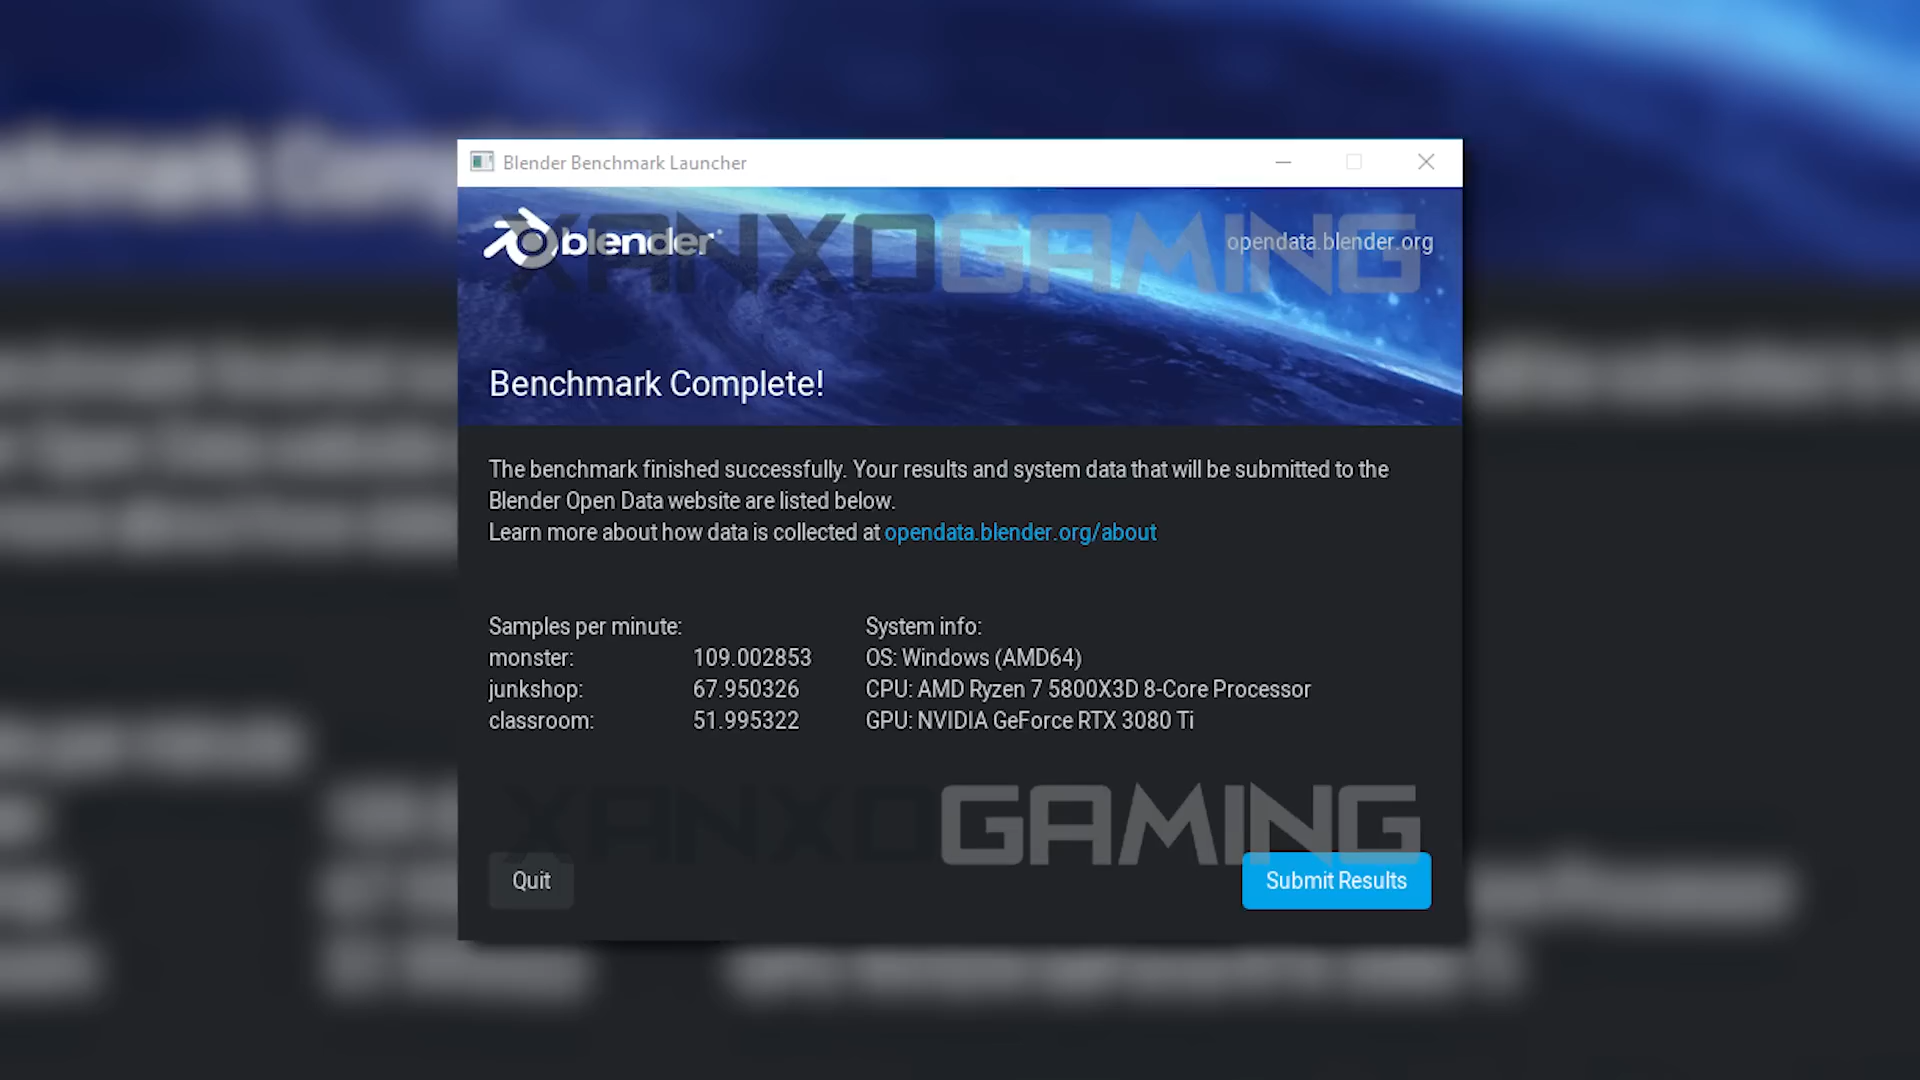 Blender Benchmark Launcher
blender
opendata.blender.org
XANXOGAMING
Benchmark Complete!
The benchmark finished successfully. Your results and system data that will be submitted to the
Blender Open Data website are listed below.
Learn more about how data is collected at opendata.blender.org/about
Samples per minute:
monster: 109.002853
junkshop: 67.950326
classroom: 51.995322
System info:
OS: Windows (AMD64)
CPU: AMD Ryzen 7 5800X3D 8-Core Processor
GPU: NVIDIA GeForce RTX 3080 Ti
XANXOGAMING
Quit
Submit Results